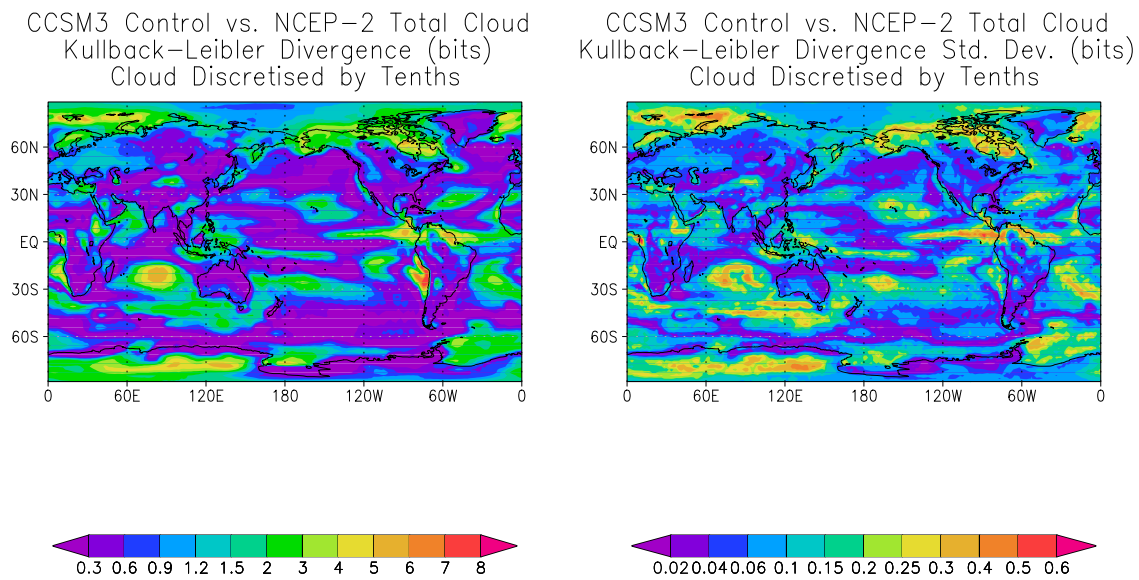 CCSM3 Control vs. NCEP-2 Total Cloud
Kullback-Leibler Divergence (bits)
Cloud Discretised by Tenths
60N
30N
EQ
30S
60S
0 60E 120E 180 120W 60W 0
0.3 0.6 0.9 1.2 1.5 2 3 4 5 6 7 8
CCSM3 Control vs. NCEP-2 Total Cloud
Kullback-Leibler Divergence Std. Dev. (bits)
Cloud Discretised by Tenths
60N
30N
EQ
30S
60S
0 60E 120E 180 120W 60W 0
0.02 0.04 0.06 0.1 0.15 0.2 0.25 0.3 0.4 0.5 0.6